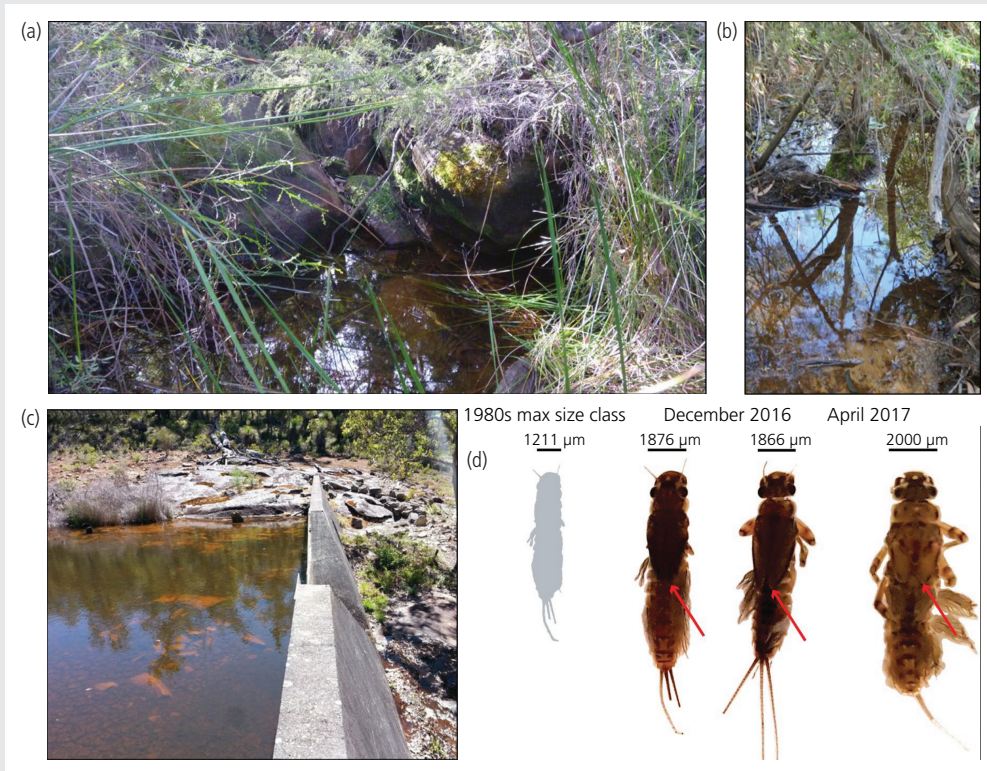 (a)
(b)
(c)
1980s max size class December 2016 April 2017
1211 µm 1876 µm 1866 µm 2000 µm
(d)